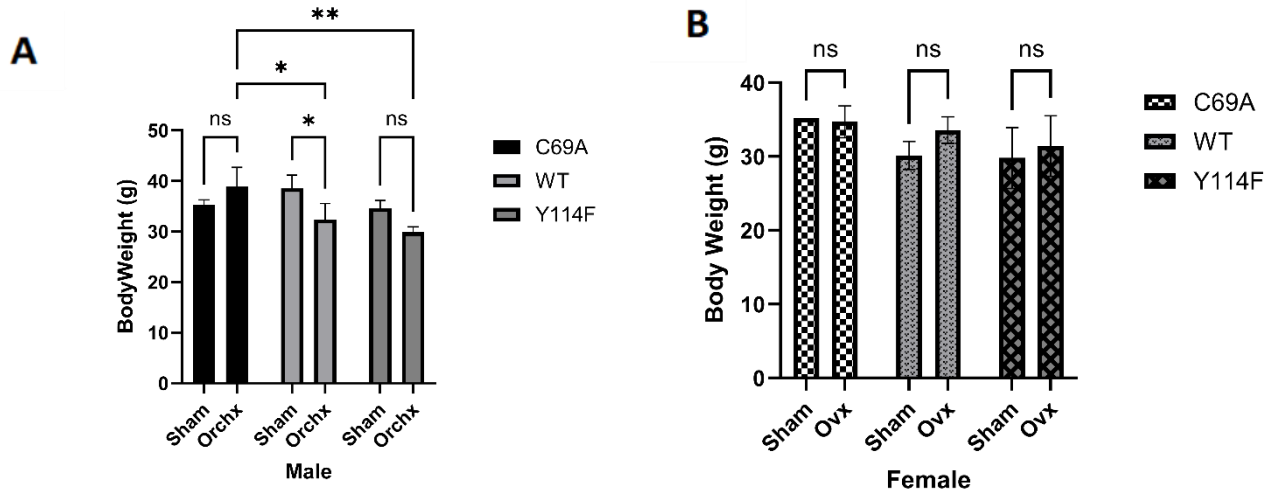 A
**
*
ns
*
ns
50
40
30
20
10
0
BodyWeight (g)
Sham
Orchx
Sham
Orchx
Sham
Orchx
Male
C69A
WT
Y114F
B
ns
ns
ns
40
30
20
10
0
Body Weight (g)
Sham
Ovx
Sham
Ovx
Sham
Ovx
Female
C69A
WT
Y114F